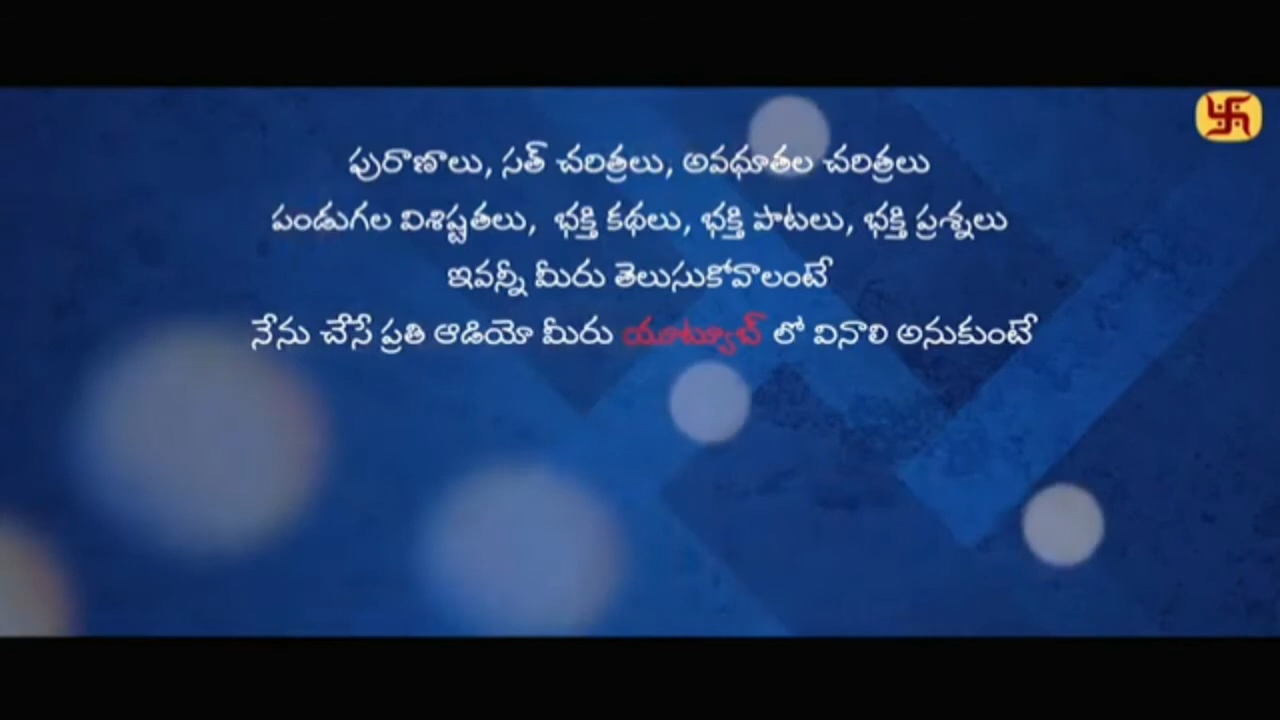 పురాణాలు, సత్ చరిత్రలు, అవధూతల చరిత్రలు
పండుగల విశిష్టతలు, భక్తి కథలు, భక్తి పాటలు, భక్తి ప్రశ్నలు
ఇవన్నీ మీరు తెలుసుకోవాలంటే
నేను చేసే ప్రతి ఆడియో మీరు యూట్యూబ్ లో వినాలి అనుకుంటే